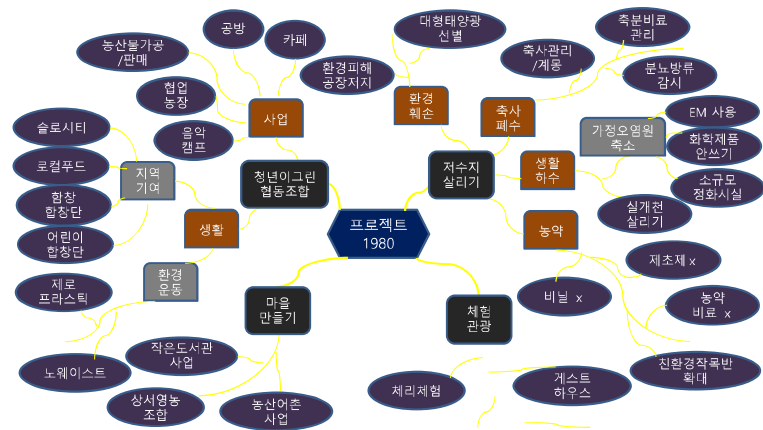 공방
카페
농산물가공
/판매
협업
농장
음악
캠프
사업
슬로시티
로컬푸드
함창
합창단
어린이
합창단
지역
기여
청년이그린
협동조합
생활
환경
운동
제로
프라스틱
노웨이스트
대형태양광
선별
환경피해
공장저지
환경
훼손
축분비료
관리
축사관리
/계몽
분뇨방류
감시
축사
폐수
EM 사용
가정오염원
축소
화학제품
안쓰기
소규모
정화시실
저수지
살리기
생활
하수
실개천
살리기
농약
제초제 x
비닐 x
농약
비료 x
친환경작목반
확대
프로젝트
1980
마을
만들기
작은도서관
사업
상서영농
조합
농산어촌
사업
체험
관광
체리체험
게스트
하우스